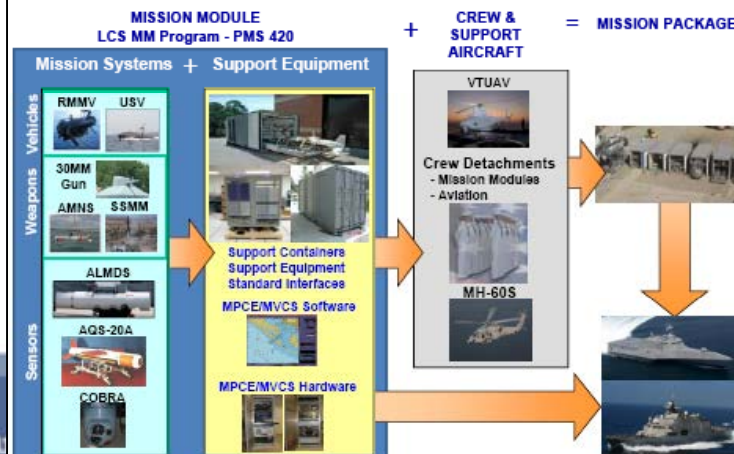 MISSION MODULE
LCS MM Program - PMS 420
+
CREW &
SUPPORT
AIRCRAFT
=
MISSION PACKAGE
Mission Systems + Support Equipment
Vehicles
RMMV USV
Weapons
30MM
Gun
AMNS SSMM
Sensors
ALMDS
AQS-20A
COBRA
Support Containers
Support Equipment
Standard Interfaces
MPCE/MVCS Software
MPCE/MVCS Hardware
VTUAV
Crew Detachments
- Mission Modules
- Aviation
MH-60S